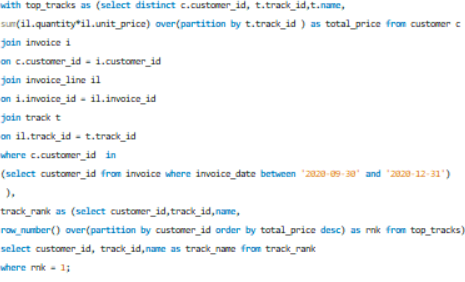 with top_tracks as (select distinct c.customer_id, t.track_id,t.name,
sum(il.quantity*il.unit_price) over(partition by t.track_id ) as total_price from customer c
join invoice i
on c.customer_id = i.customer_id
join invoice_line il
on i.invoice_id = il.invoice_id
join track t
on il.track_id = t.track_id
where c.customer_id  in
(select customer_id from invoice where invoice_date between '2020-09-30' and '2020-12-31')
),
track_rank as (select customer_id,track_id,name,
row_number() over(partition by customer_id order by total_price desc) as rnk from top_tracks)
select customer_id, track_id,name as track_name from track_rank
where rnk = 1;